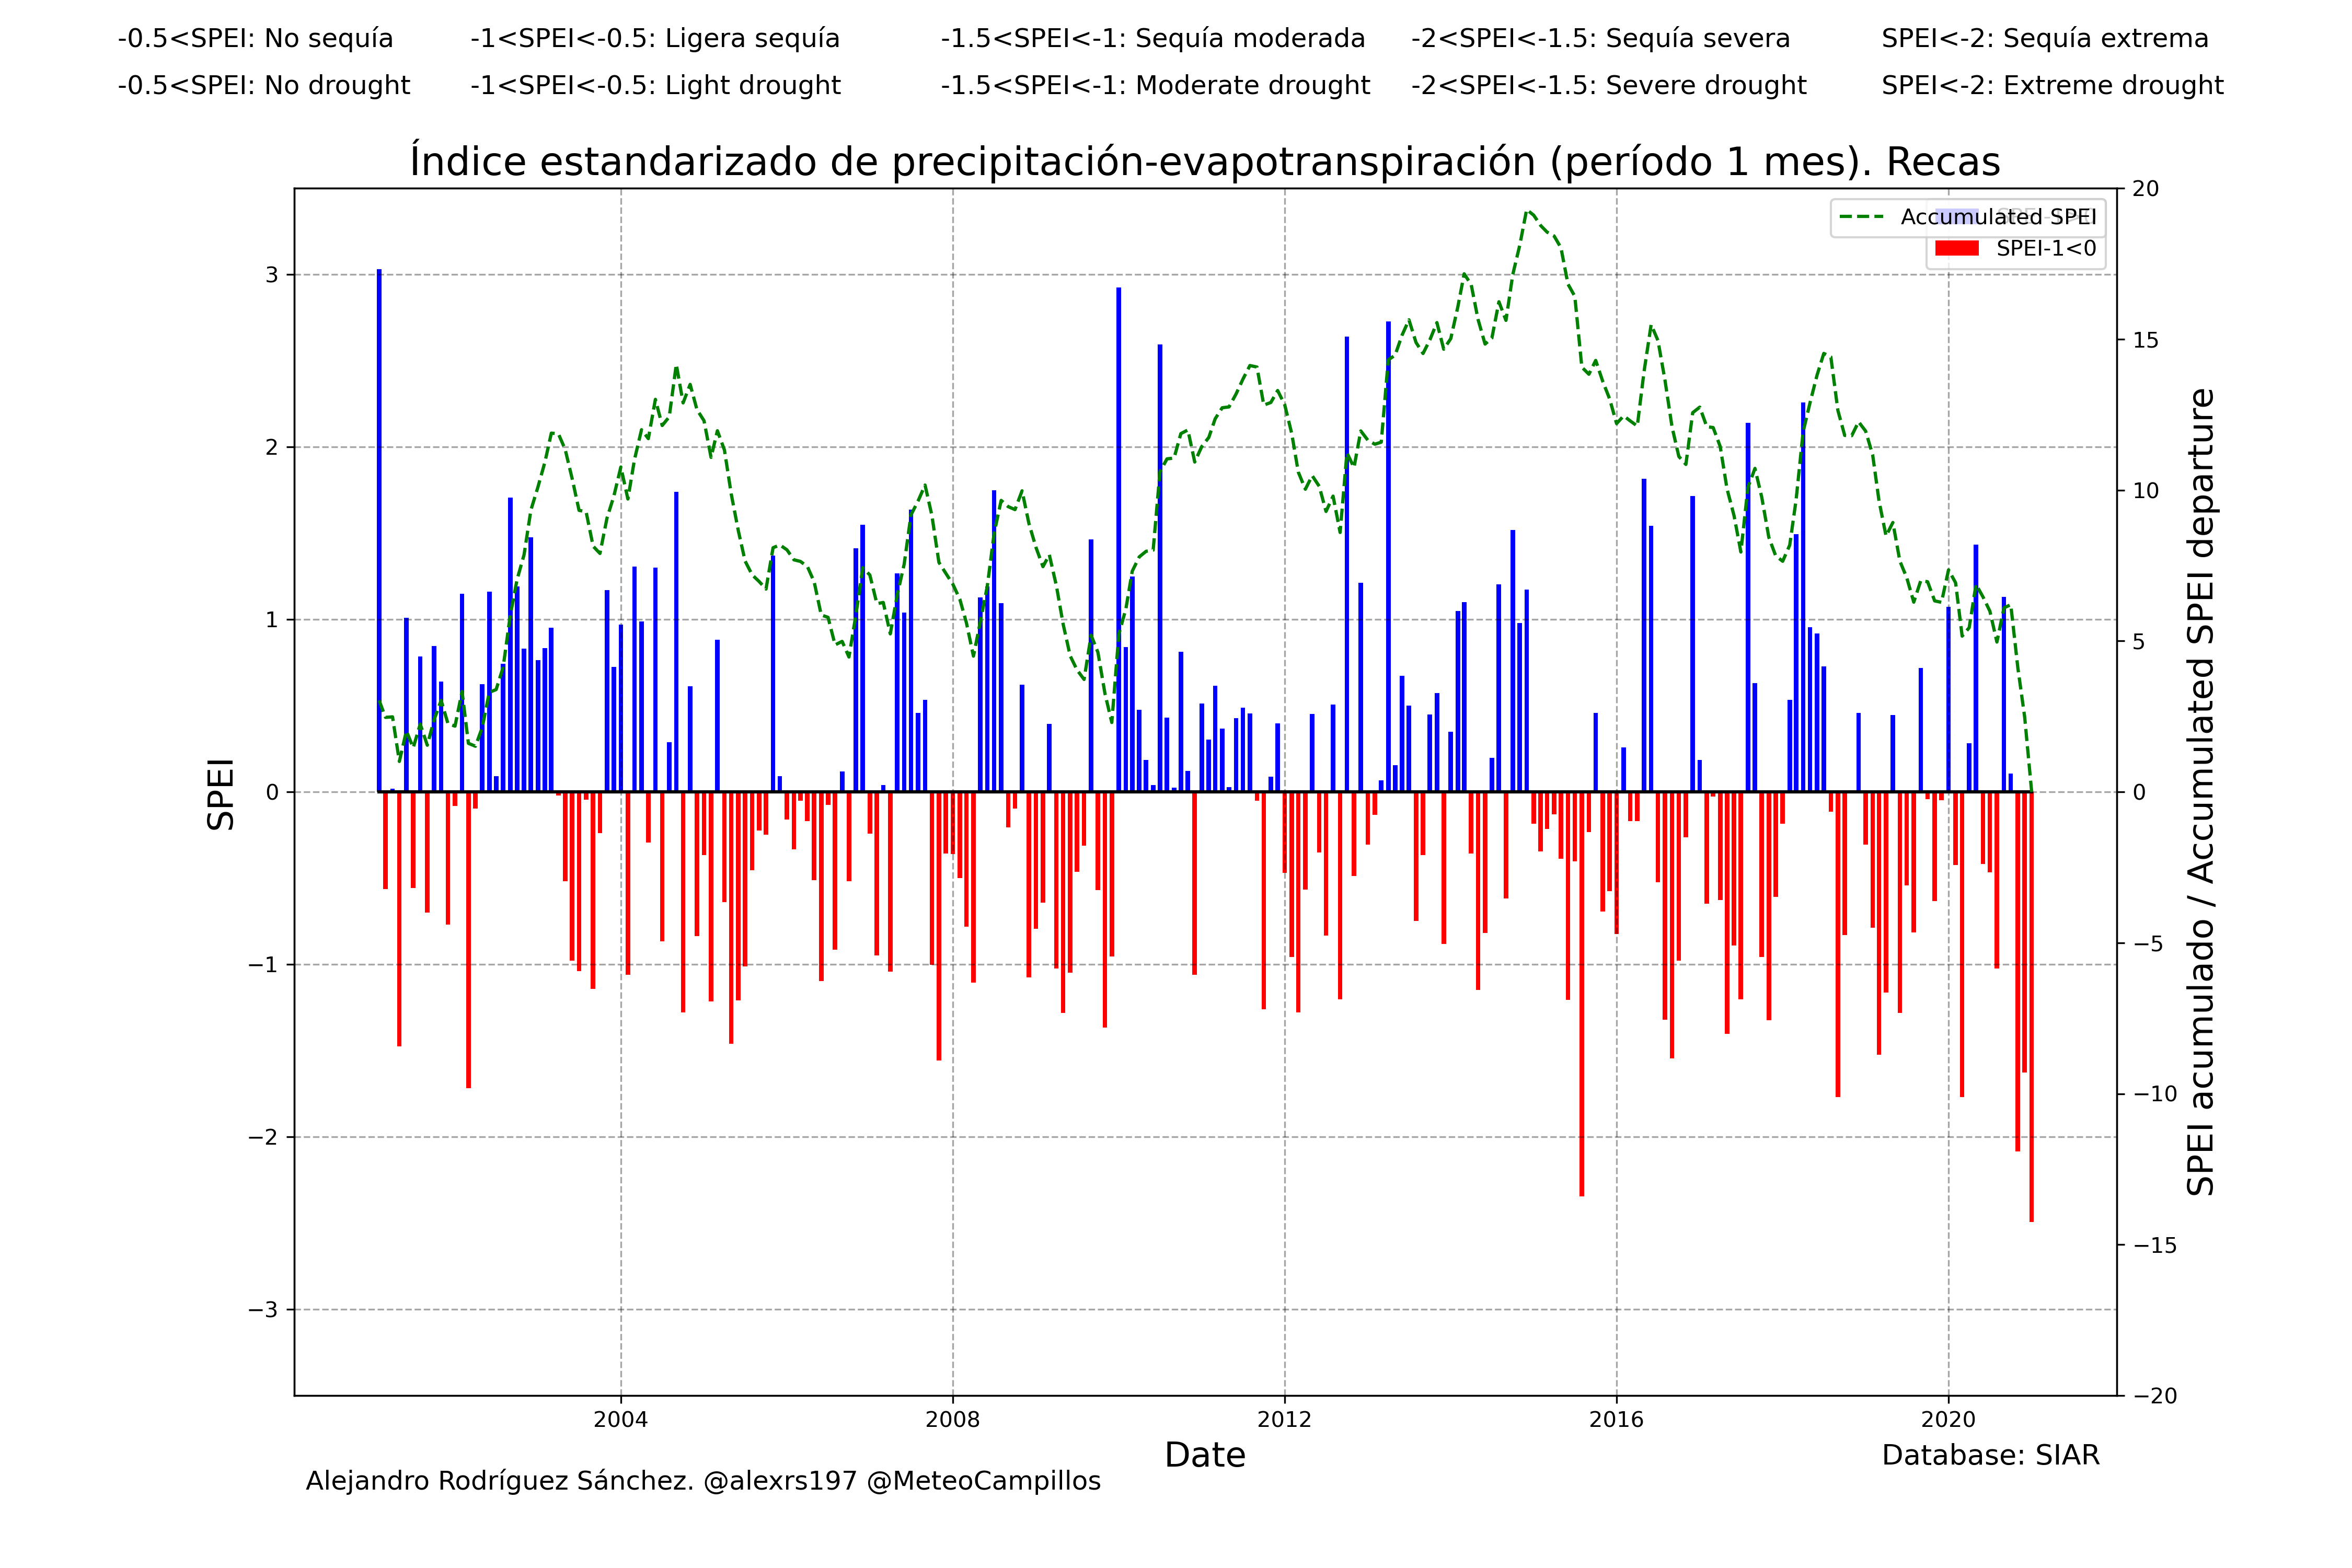 -0.5<SPEI: No sequía -1<SPEI<-0.5: Ligera sequía -1.5<SPEI<-1: Sequía moderada -2<SPEI<-1.5: Sequía severa SPEI<-2: Sequía extrema
-0.5<SPEI: No drought -1<SPEI<-0.5: Light drought -1.5<SPEI<-1: Moderate drought -2<SPEI<-1.5: Severe drought SPEI<-2: Extreme drought
Índice estandarizado de precipitación-evapotranspiración (período 1 mes). Recas
Accumulated SPEI
SPEI-1<0
SPEI
3
2
1
0
−1
−2
−3
20
15
10
5
0
−5
−10
−15
−20
SPEI acumulado / Accumulated SPEI departure
2004 2008 2012 2016 2020
Date
Database: SIAR
Alejandro Rodríguez Sánchez. @alexrs197 @MeteoCampillos